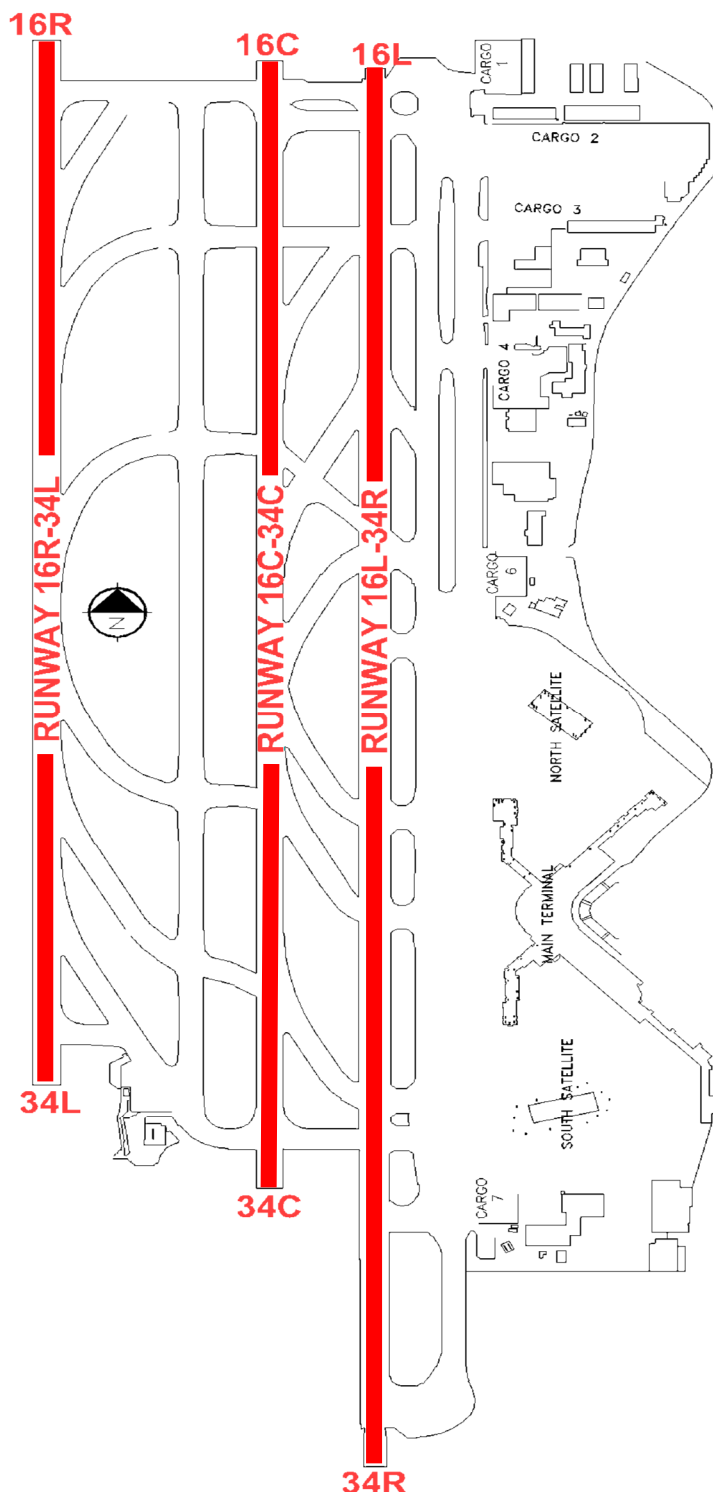 16R
16C
16L
CARGO
1
CARGO 2
CARGO 3
CARGO 4
RUNWAY 16R-34L
RUNWAY 16C-34C
RUNWAY 16L-34R
CARGO
6
N
NORTH SATELLITE
MAIN TERMINAL
SOUTH SATELLITE
34L
34C
CARGO
7
34R